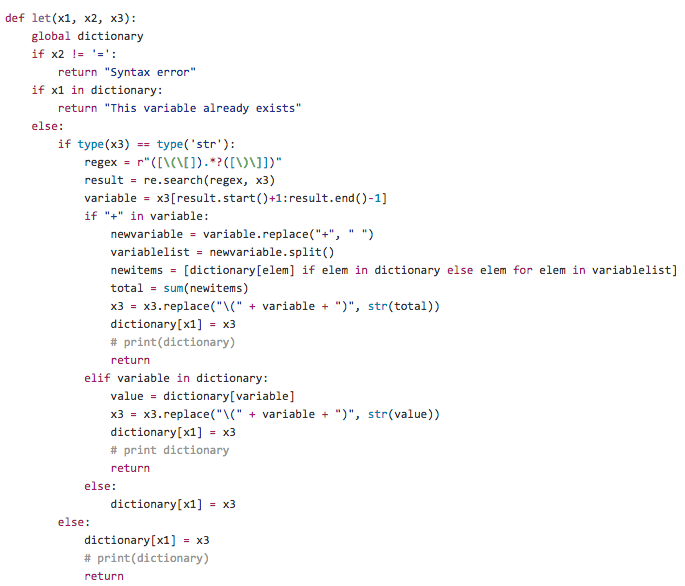 def let(x1, x2, x3):
    global dictionary
    if x2 != '=':
        return "Syntax error"
    if x1 in dictionary:
        return "This variable already exists"
    else:
        if type(x3) == type('str'):
            regex = r"([\(\[]).*?([\)\]])"
            result = re.search(regex, x3)
            variable = x3[result.start()+1:result.end()-1]
            if "+" in variable:
                newvariable = variable.replace("+", " ")
                variablelist = newvariable.split()
                newitems = [dictionary[elem] if elem in dictionary else elem for elem in variablelist]
                total = sum(newitems)
                x3 = x3.replace("\(" + variable + ")", str(total))
                dictionary[x1] = x3
                # print(dictionary)
                return
            elif variable in dictionary:
                value = dictionary[variable]
                x3 = x3.replace("\(" + variable + ")", str(value))
                dictionary[x1] = x3
                # print dictionary
                return
            else:
                dictionary[x1] = x3
        else:
            dictionary[x1] = x3
            # print(dictionary)
            return